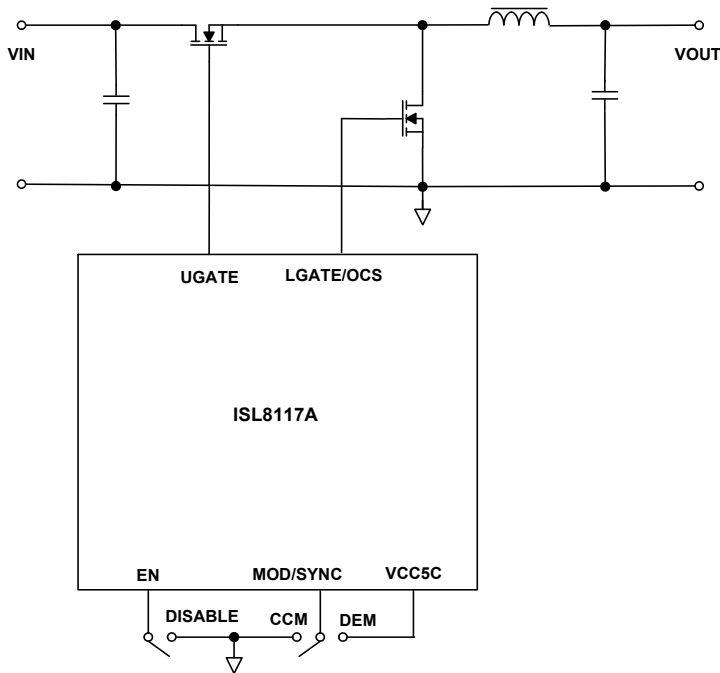 VIN
VOUT
UGATE
LGATE/OCS
ISL8117A
EN
MOD/SYNC
VCC5C
DISABLE
CCM
DEM